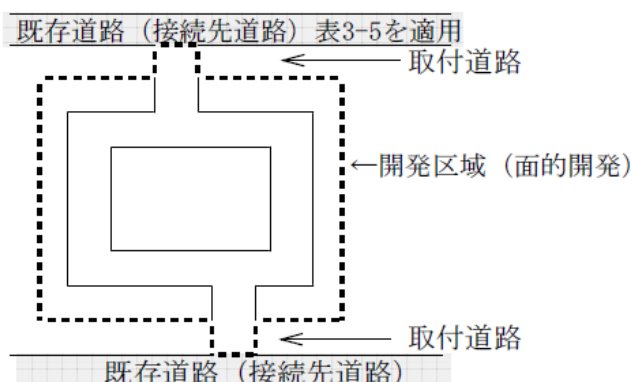 既存道路（接続先道路）表3-5を適用
取付道路
←開発区域（面的開発）
取付道路
既存道路（接続先道路）